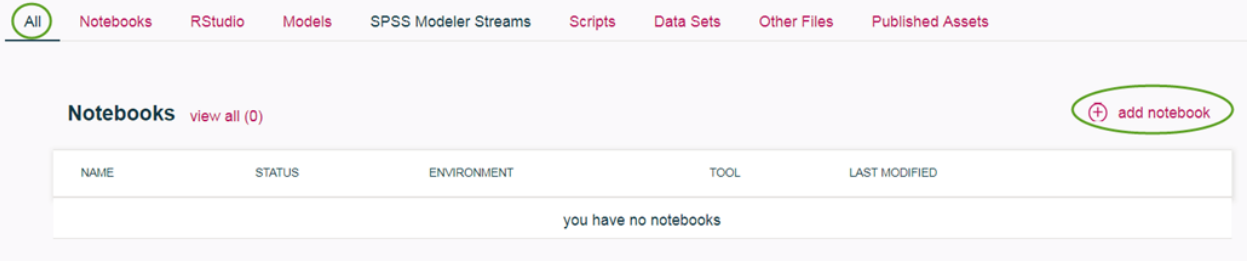 All Notebooks RStudio Models SPSS Modeler Streams Scripts Data Sets Other Files Published Assets
Notebooks view all (0) add notebook
NAME STATUS ENVIRONMENT TOOL LAST MODIFIED
you have no notebooks